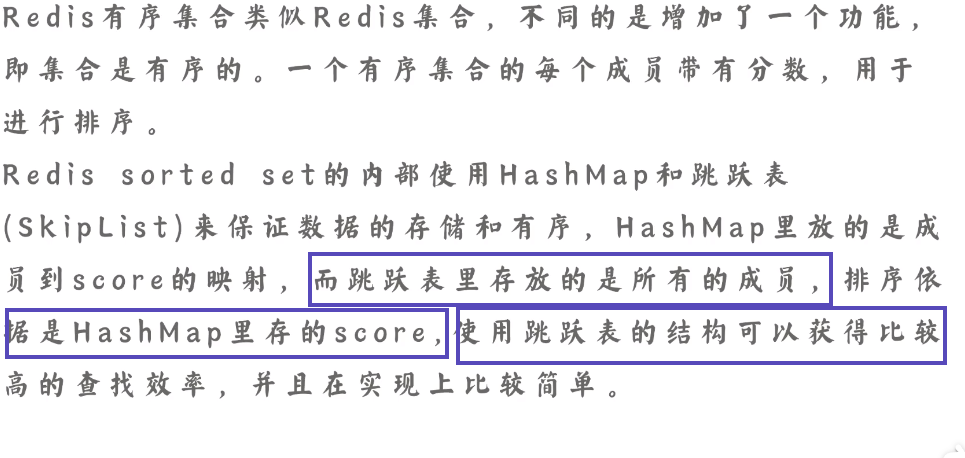 Redis有序集合类似Redis集合，不同的是增加了一个功能，
即集合是有序的。一个有序集合的每个成员带有分数，用于
进行排序。
Redis sorted set的内部使用HashMap和跳跃表
(SkipList)来保证数据的存储和有序，HashMap里放的是成
员到score的映射，而跳跃表里存放的是所有的成员，排序依
据是HashMap里存的score,使用跳跃表的结构可以获得比较
高的查找效率，并且在实现上比较简单。